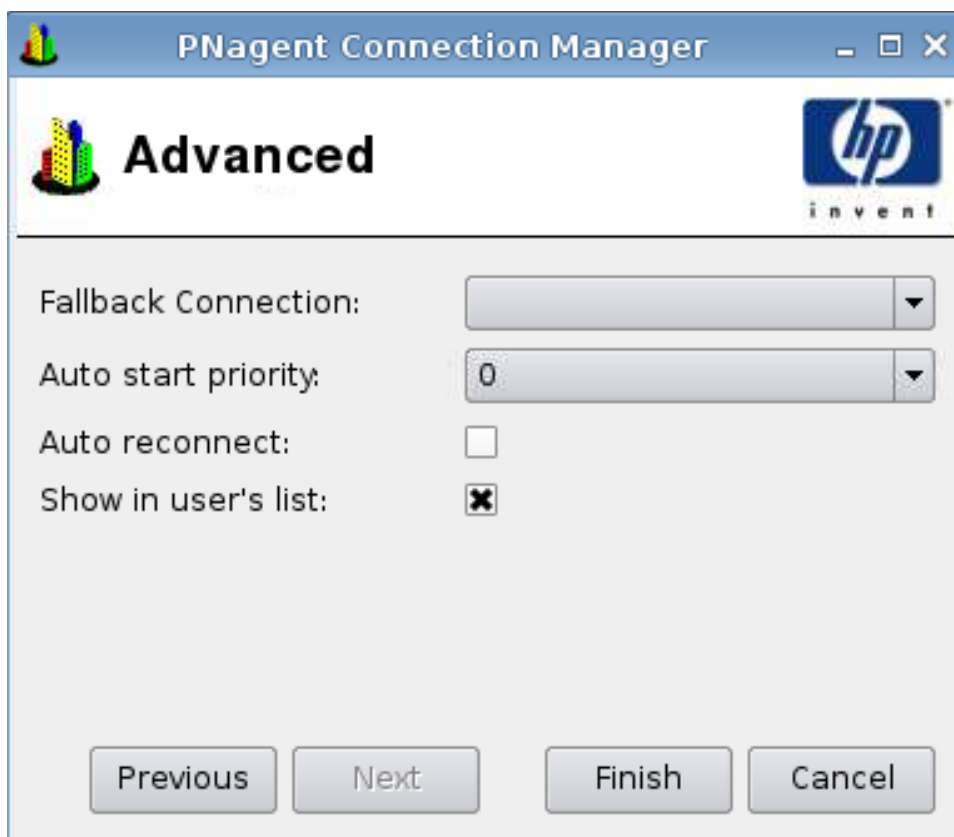 PNagent Connection Manager
Advanced
hp
invent
Fallback Connection:
Auto start priority: 0
Auto reconnect:
Show in user's list:
Previous Next Finish Cancel